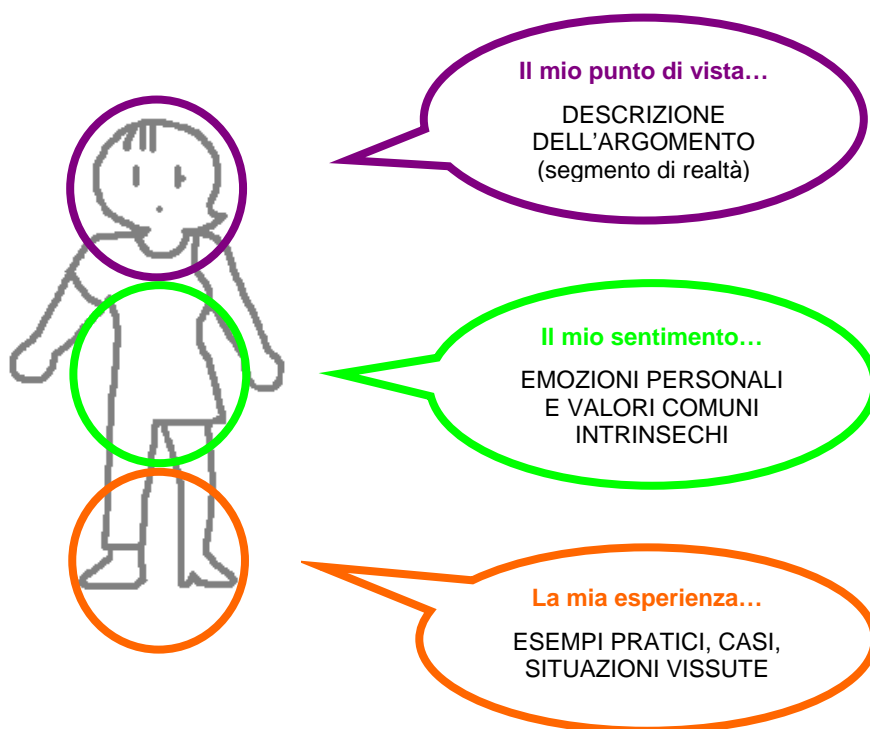 Il mio punto di vista…
DESCRIZIONE
DELL’ARGOMENTO
(segmento di realtà)
Il mio sentimento…
EMOZIONI PERSONALI
E VALORI COMUNI
INTRINSECHI
La mia esperienza…
ESEMPI PRATICI, CASI,
SITUAZIONI VISSUTE